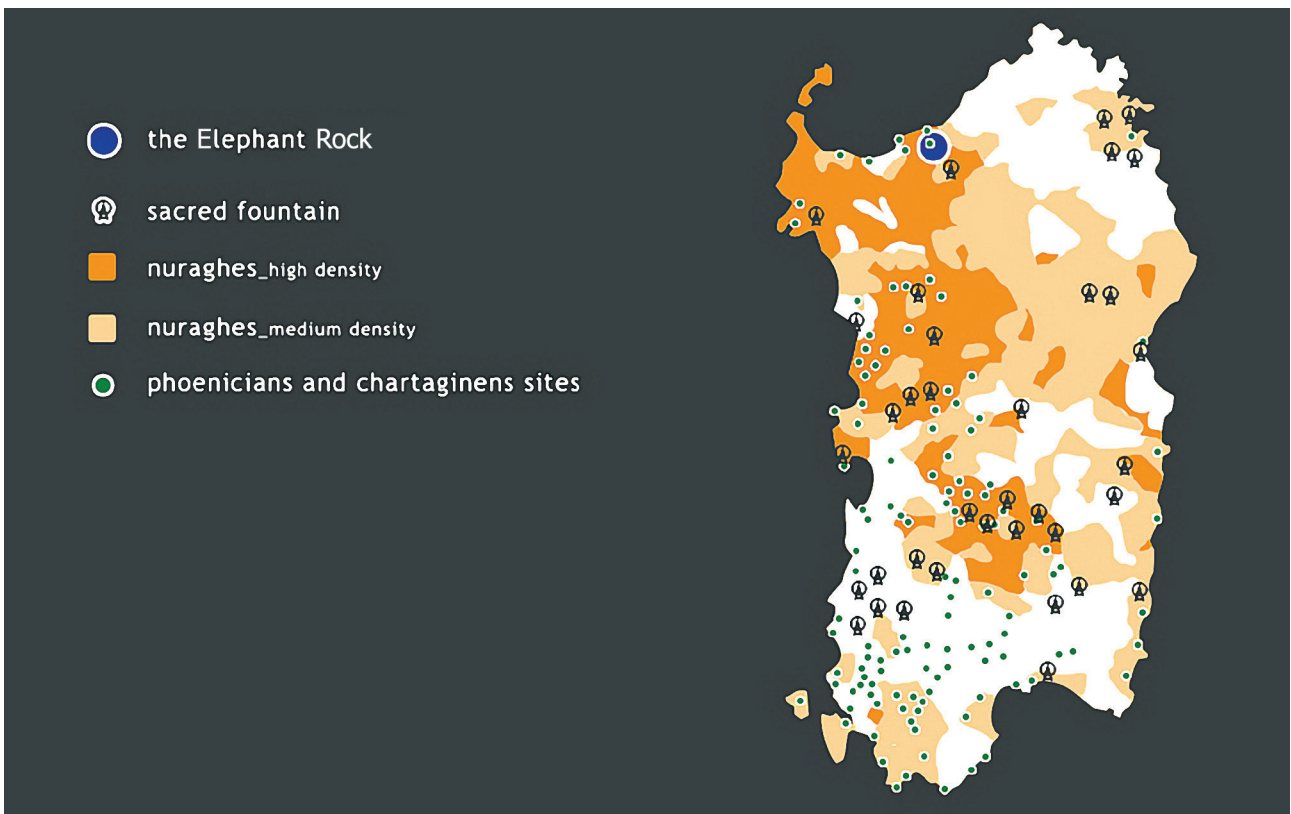 the Elephant Rock
sacred fountain
nuraghes_high density
nuraghes_medium density
phoenicians and chartaginens sites